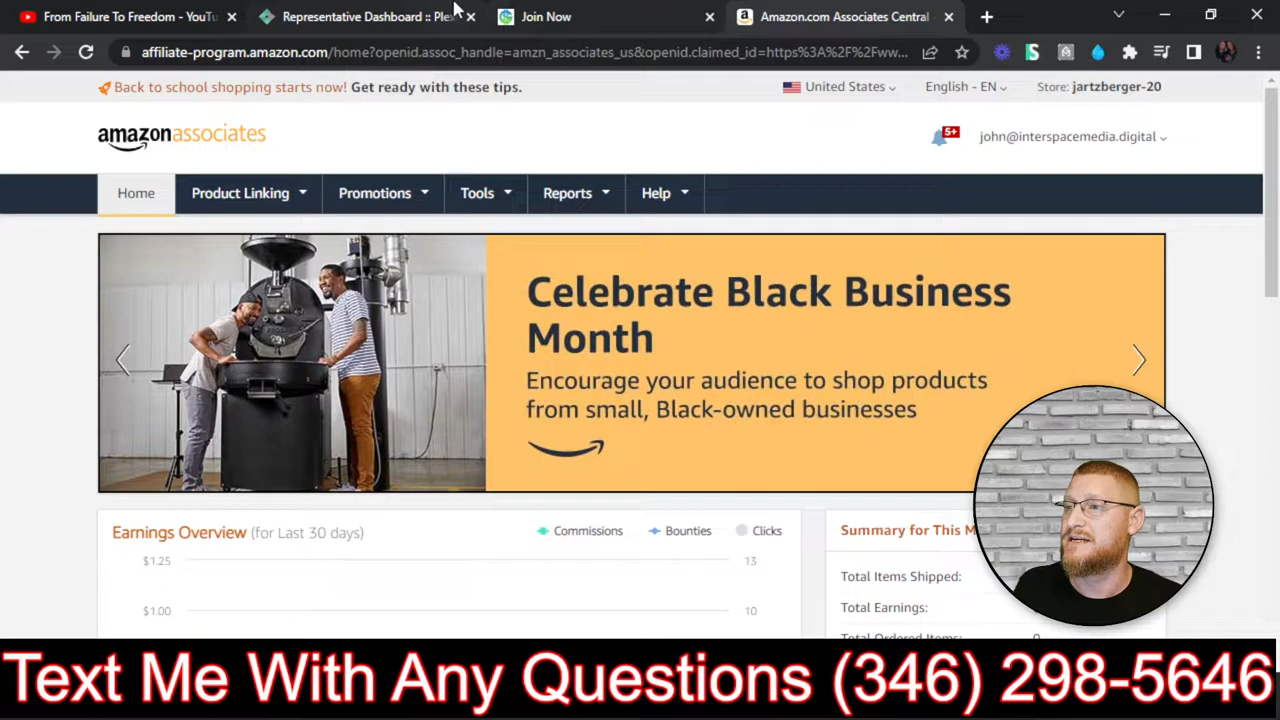 From Failure To Freedom - YouTu
Representative Dashboard :: Ple
Join Now
Amazon.com Associates Central
affiliate-program.amazon.com/home?openid.assoc_handle=amzn_associates_us&openid.claimed_id=https%3A%2F%2Fww...
Back to school shopping starts now! Get ready with these tips.
United States
English - EN
Store: jartzberger-20
amazonassociates
5+
john@interspacemedia.digital
Home
Product Linking
Promotions
Tools
Reports
Help
Celebrate Black Business
Month
Encourage your audience to shop products
from small, Black-owned businesses
Earnings Overview (for Last 30 days)
Commissions
Bounties
Clicks
$1.25
13
$1.00
10
Summary for This M
Total Items Shipped:
Total Earnings:
Total Ordered Items:
0
Text Me With Any Questions (346) 298-5646